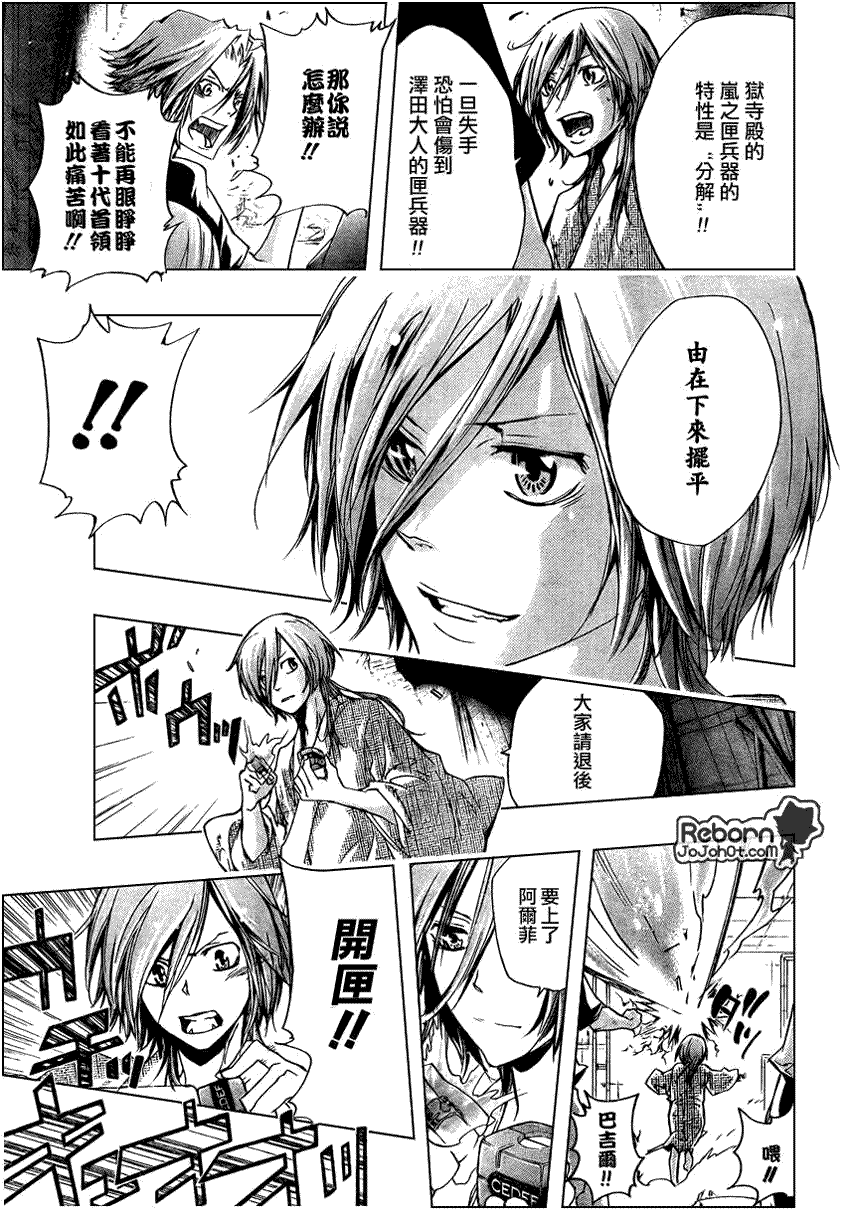 獄寺殿的
嵐之匣兵器的
特性是〝分解〞!!
一旦失手
恐怕會傷到
澤田大人的匣兵器!!
那你說
怎麼辦!!
不能再眼睜睜
看著十代首領
如此痛苦啊!!
由在下來擺平
!!
大家請退後
Reborn
JoJoHot.com
喂!!
巴吉爾!!
要上了
阿爾菲
CEDEF
開匣!!